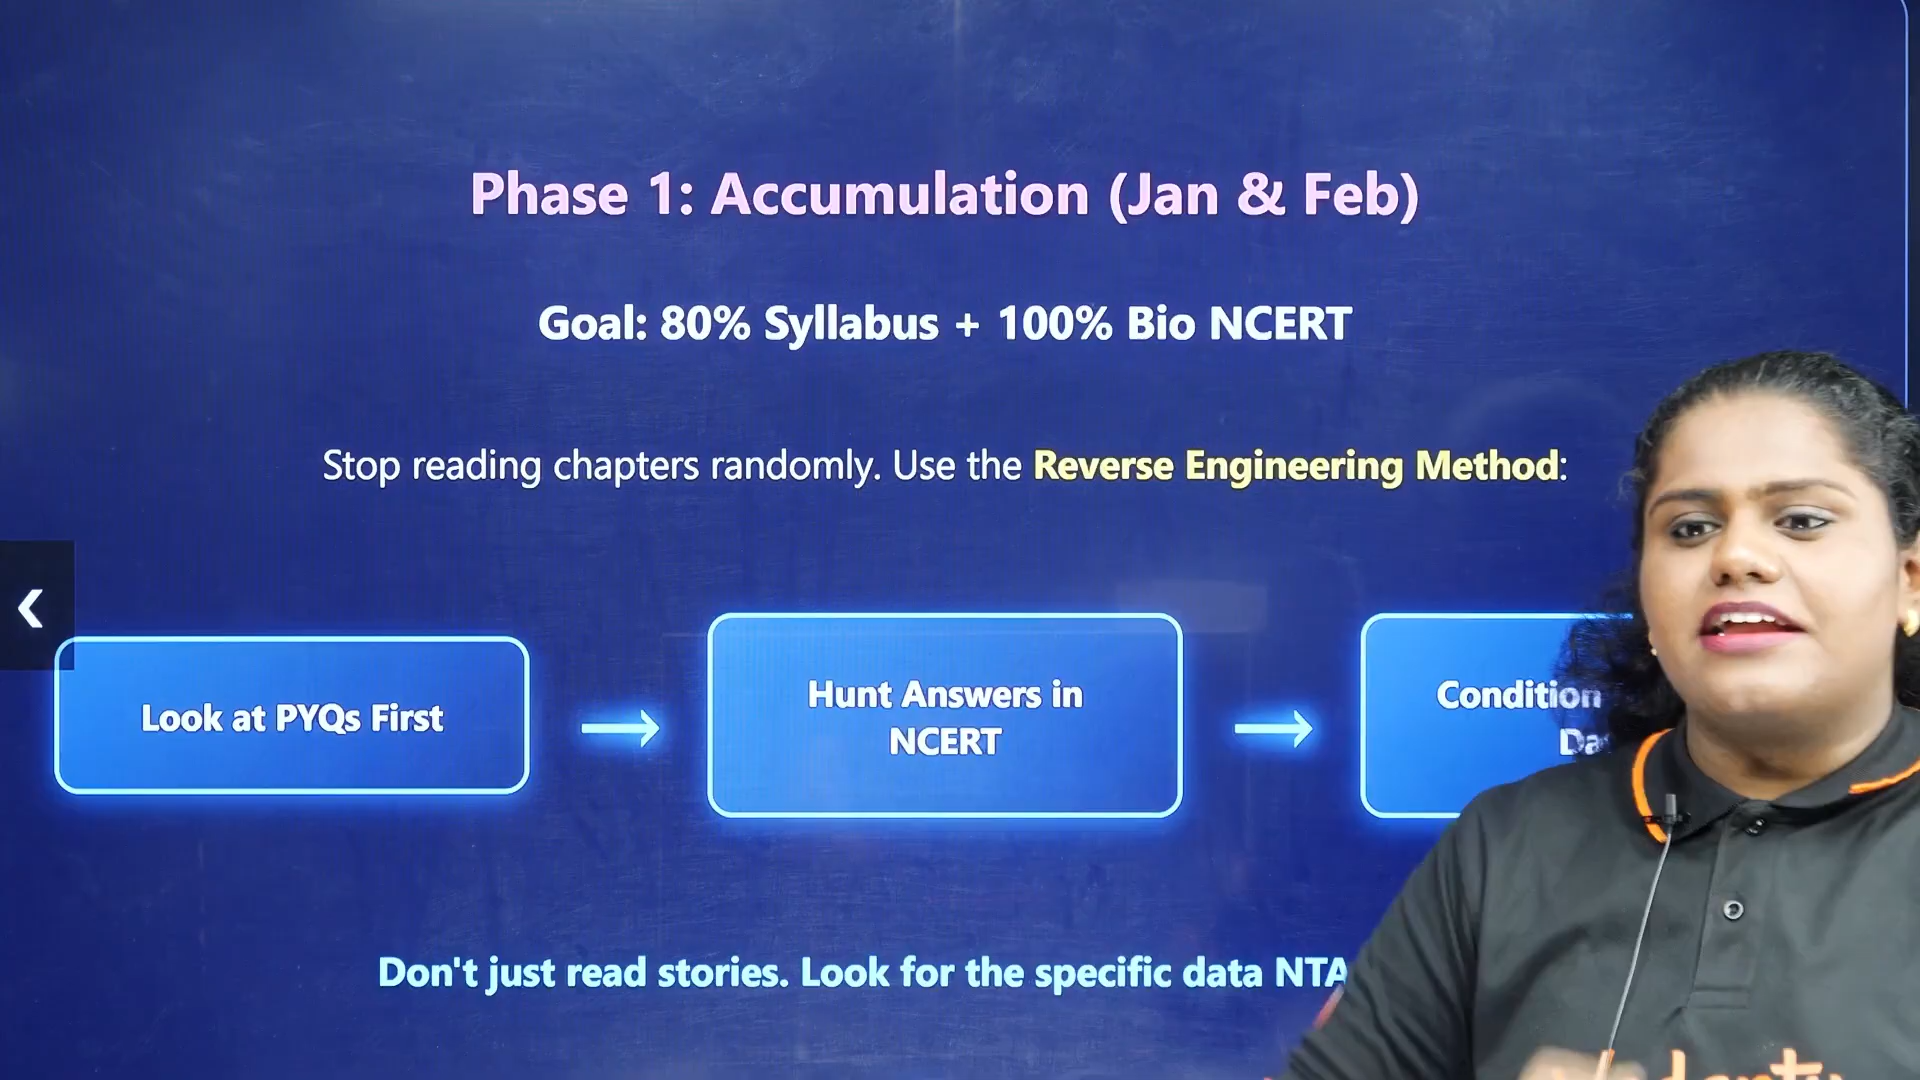 Phase 1: Accumulation (Jan & Feb)
Goal: 80% Syllabus + 100% Bio NCERT
Stop reading chapters randomly. Use the Reverse Engineering Method:
Look at PYQs First
Hunt Answers in
NCERT
Condition
Don't just read stories. Look for the specific data NTA